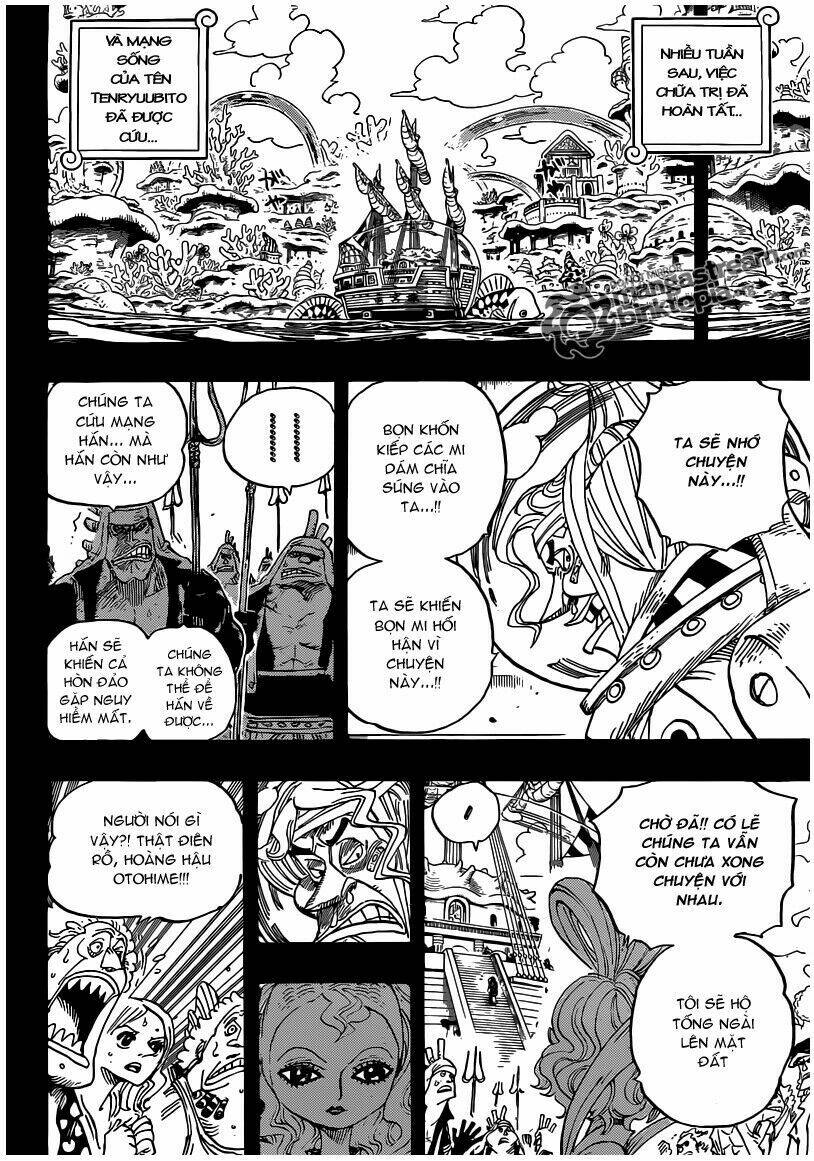 NHIỀU TUẦN
SAU, VIỆC
CHỮA TRỊ ĐÃ
HOÀN TẤT...
VÀ MẠNG
SỐNG
CỦA TÊN
TENRYUUBITO
ĐÃ ĐƯỢC
CỨU...
mangastream.com
binktopia
TA SẼ NHỚ
CHUYỆN
NÀY...!!
BỌN KHỐN
KIẾP CÁC MI
DÁM CHĨA
SÚNG VÀO
TA...!!
TA SẼ KHIẾN
BỌN MI HỐI
HẬN VÌ
CHUYỆN
NÀY...!!
CHÚNG TA
CỨU MẠNG
HẮN... MÀ
HẮN CÒN NHƯ
VẬY...
CHÚNG
TA KHÔNG
THỂ ĐỂ
HẮN VỀ
ĐƯỢC...
HẮN SẼ
KHIẾN CẢ
HÒN ĐẢO
GẶP NGUY
HIỂM MẤT.
CHỜ ĐÃ!! CÓ LẼ
CHÚNG TA VẪN
CÒN CHƯA XONG
CHUYỆN VỚI
NHAU.
TÔI SẼ HỘ
TỐNG NGÀI
LÊN MẶT
ĐẤT
NGƯỜI NÓI GÌ
VẬY?! THẬT ĐIÊN
RỒ, HOÀNG HẬU
OTOHIME!!!